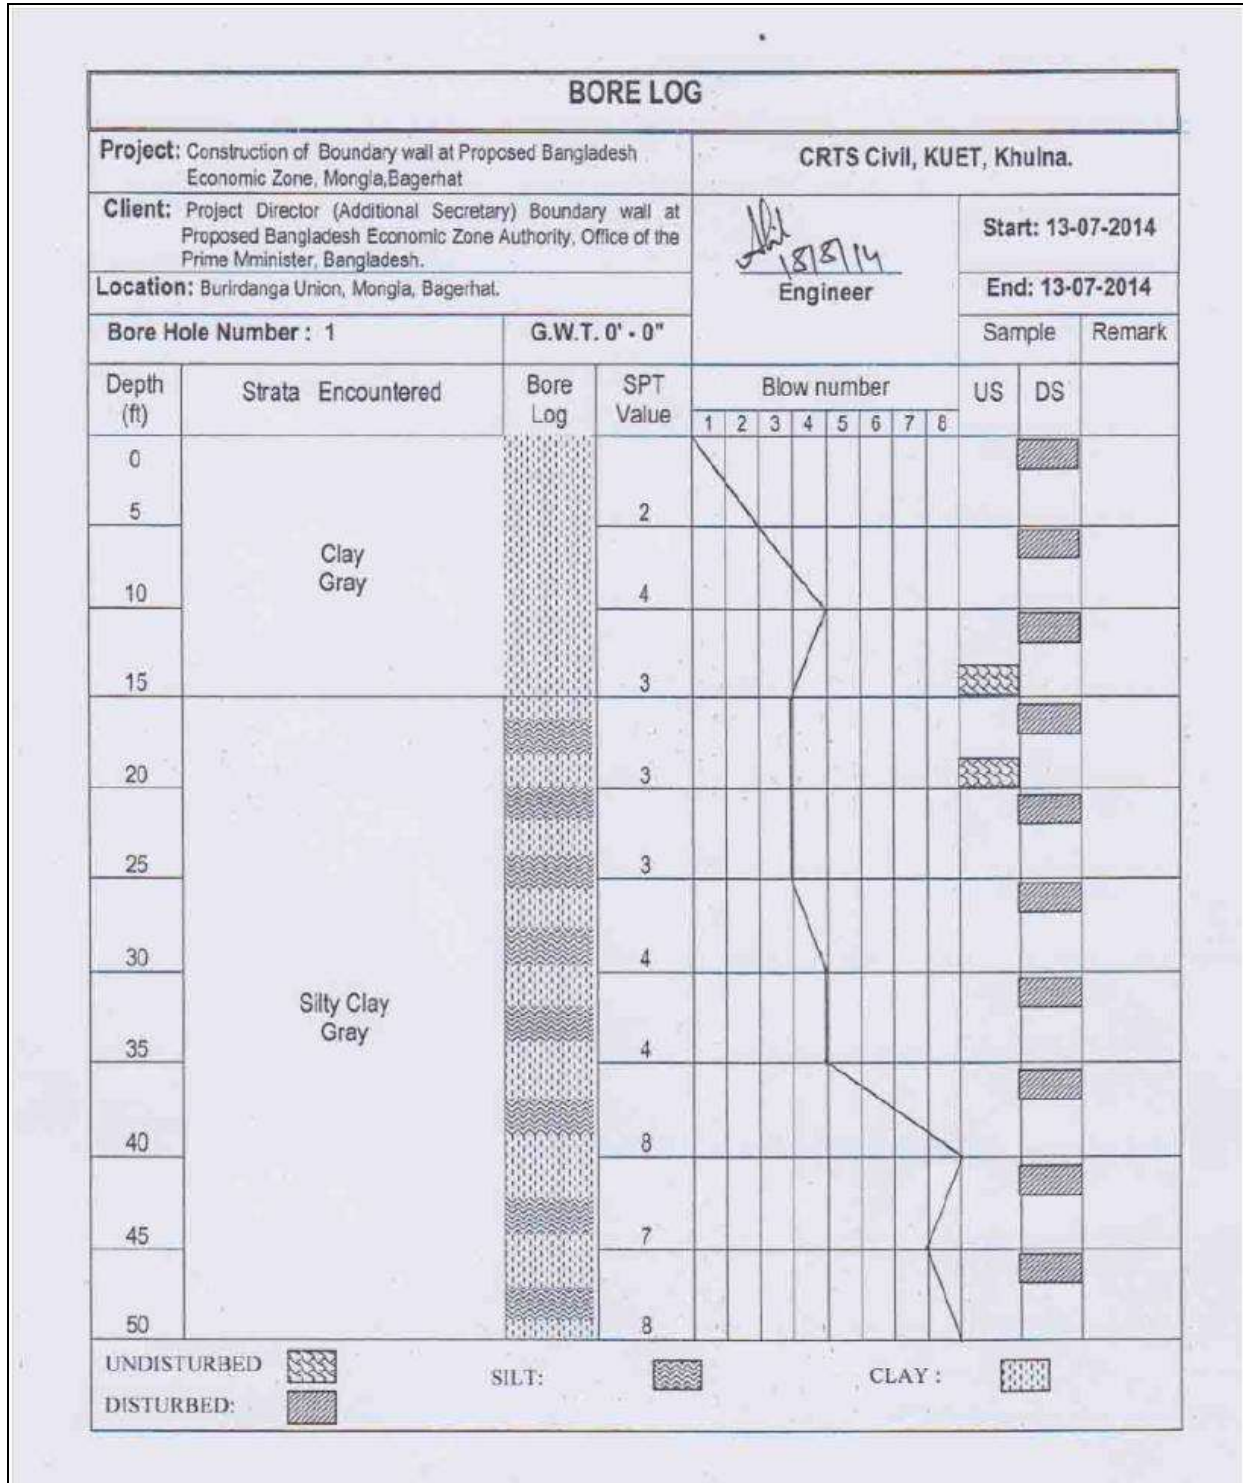 BORE LOG
Project: Construction of Boundary wall at Proposed Bangladesh
Economic Zone, Mongla,Bagerhat
CRTS Civil, KUET, Khulna.
Client: Project Director (Additional Secretary) Boundary wall at
Proposed Bangladesh Economic Zone Authority, Office of the
Prime Mminister, Bangladesh.
18/8/14
Engineer
Start: 13-07-2014
Location: Burirdanga Union, Mongla, Bagerhat.
End: 13-07-2014
Bore Hole Number : 1
G.W.T. 0' - 0"
Sample
Remark
Depth
(ft)
Strata Encountered
Bore
Log
SPT
Value
Blow number
1 2 3 4 5 6 7 8
US
DS
0
5
2
Clay
Gray
10
4
15
3
20
3
25
3
30
4
Silty Clay
Gray
35
4
40
8
45
7
50
8
UNDISTURBED
SILT:
CLAY :
DISTURBED: